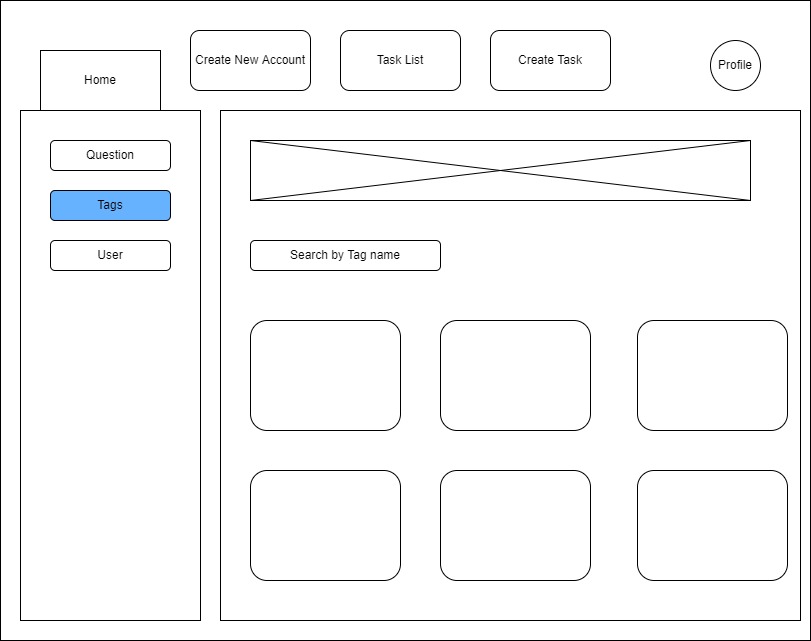 Home
Create New Account
Task List
Create Task
Profile
Question
Tags
User
Search by Tag name